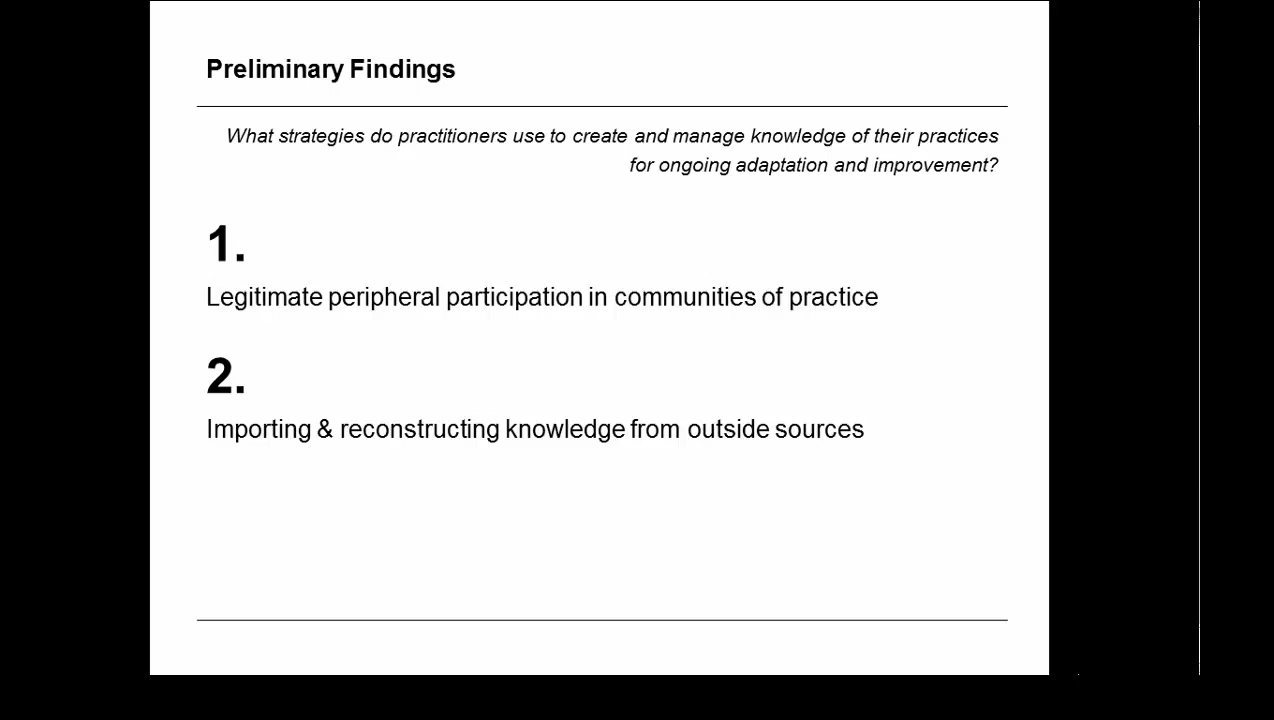 Preliminary Findings
What strategies do practitioners use to create and manage knowledge of their practices
for ongoing adaptation and improvement?
1.
Legitimate peripheral participation in communities of practice
2.
Importing & reconstructing knowledge from outside sources